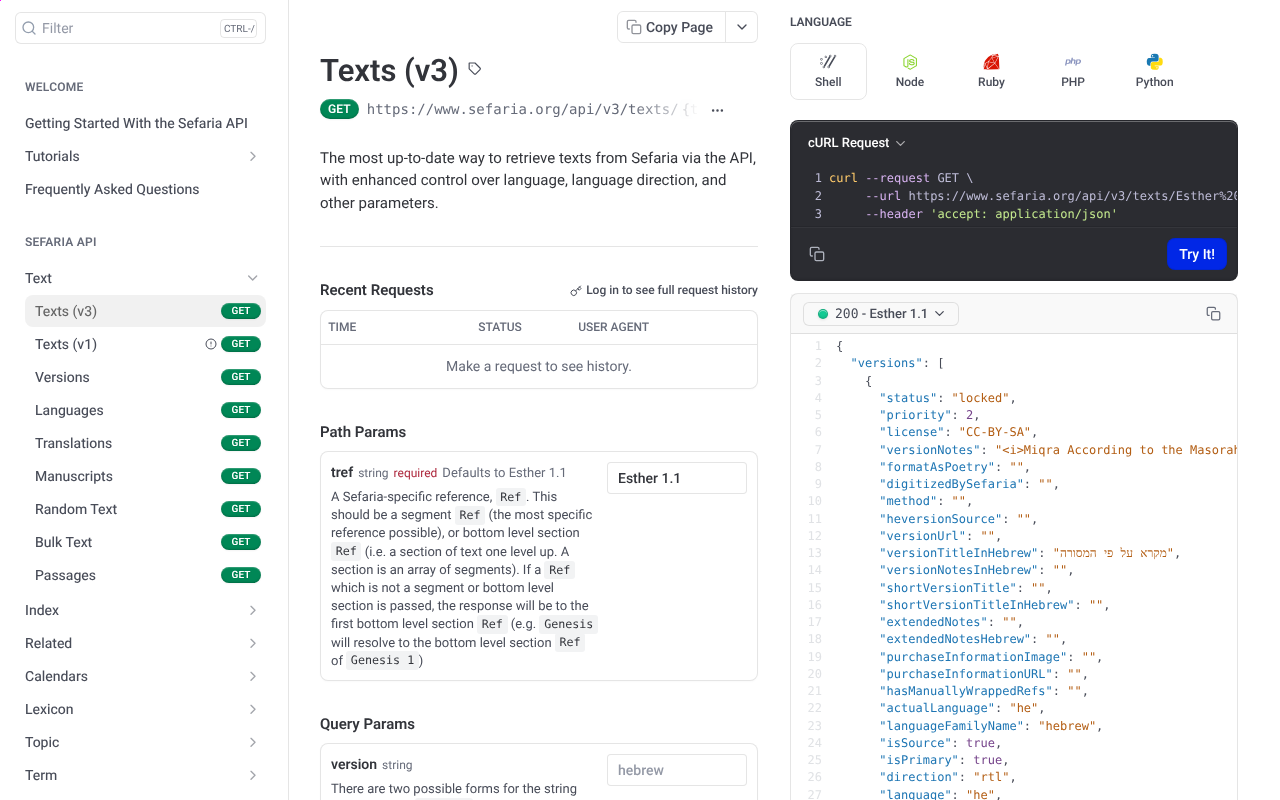 Filter
CTRL-/
WELCOME
Getting Started With the Sefaria API
Tutorials
Frequently Asked Questions
SEFARIA API
Text
Texts (v3) GET
Texts (v1) GET
Versions GET
Languages GET
Translations GET
Manuscripts GET
Random Text GET
Bulk Text GET
Passages GET
Index
Related
Calendars
Lexicon
Topic
Term
Copy Page
Texts (v3)
GET https://www.sefaria.org/api/v3/texts/ ...
The most up-to-date way to retrieve texts from Sefaria via the API,
with enhanced control over language, language direction, and
other parameters.
Recent Requests
Log in to see full request history
TIME STATUS USER AGENT
Make a request to see history.
Path Params
tref string required Defaults to Esther 1.1
Esther 1.1
A Sefaria-specific reference, Ref. This
should be a segment Ref (the most specific
reference possible), or bottom level section
Ref (i.e. a section of text one level up. A
section is an array of segments). If a Ref
which is not a segment or bottom level
section is passed, the response will be to the
first bottom level section Ref (e.g. Genesis
will resolve to the bottom level section Ref
of Genesis 1 )
Query Params
version string
hebrew
There are two possible forms for the string
LANGUAGE
Shell
Node
Ruby
PHP
Python
cURL Request
1 curl --request GET \
2 --url https://www.sefaria.org/api/v3/texts/Esther%20
3 --header 'accept: application/json'
Try It!
200 - Esther 1.1
1 {
2 "versions": [
3 {
4 "status": "locked",
5 "priority": 2,
6 "license": "CC-BY-SA",
7 "versionNotes": "<i>Miqra According to the Masorah
8 "formatAsPoetry": "",
9 "digitizedBySefaria": "",
10 "method": "",
11 "heversionSource": "",
12 "versionUrl": "",
13 "versionTitleInHebrew": "מקרא על פי המסורה",
14 "versionNotesInHebrew": "",
15 "shortVersionTitle": "",
16 "shortVersionTitleInHebrew": "",
17 "extendedNotes": "",
18 "extendedNotesHebrew": "",
19 "purchaseInformationImage": "",
20 "purchaseInformationURL": "",
21 "hasManuallyWrappedRefs": "",
22 "actualLanguage": "he",
23 "languageFamilyName": "hebrew",
24 "isSource": true,
25 "isPrimary": true,
26 "direction": "rtl",
27 "language": "he",